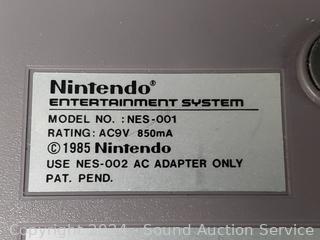 Nintendo®
ENTERTAINMENT SYSTEM
MODEL NO. : NES-001
RATING: AC9V 850mA
©1985 Nintendo
USE NES-002 AC ADAPTER ONLY
PAT. PEND.
Copyright 2024 - Sound Auction Service